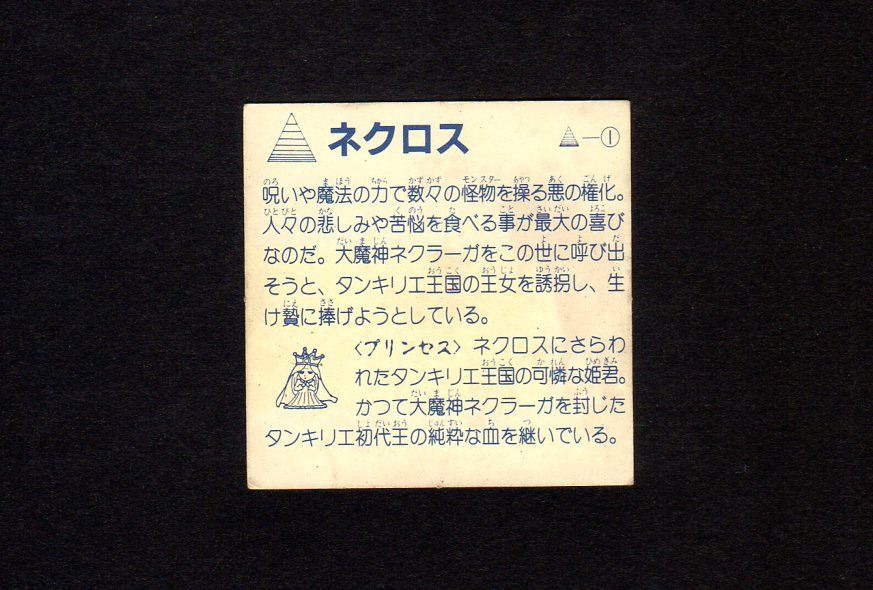 ネクロス
－①
呪いや魔法の力で数々の怪物を操る悪の権化。
人々の悲しみや苦悩を食べる事が最大の喜び
なのだ。大魔神ネクラーガをこの世に呼び出
そうと、タンキリエ王国の王女を誘拐し、生
け贄に捧げようとしている。
〈プリンセス〉ネクロスにさらわ
れたタンキリエ王国の可憐な姫君。
かつて大魔神ネクラーガを封じた
タンキリエ初代王の純粋な血を継いでいる。